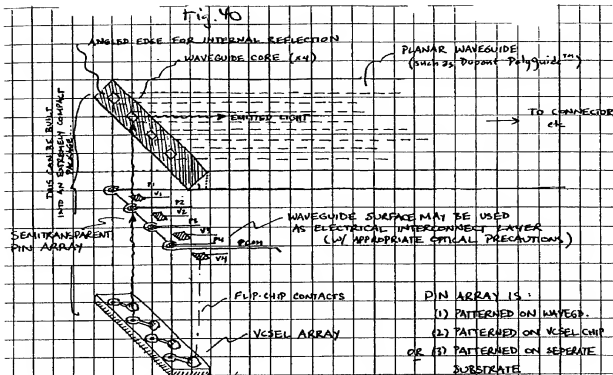 Fig. 40
ANGLED EDGE FOR INTERNAL REFLECTION
WAVEGUIDE CORE (x4)
PLANAR WAVEGUIDE
(such as Dupont PolyGuide™)
EMITTED LIGHT
TO CONNECTOR
etc
THIS CAN BE BUILT
INTO AN EXTREMELY COMPACT
PACKAGE
P1
V1
P2
V2
P3
V3
P4
V4
PCOM
SEMITRANSPARENT
PIN ARRAY
WAVEGUIDE SURFACE MAY BE USED
AS ELECTRICAL INTERCONNECT LAYER
(W/ APPROPRIATE OPTICAL PRECAUTIONS)
FLIP-CHIP CONTACTS
VCSEL ARRAY
PIN ARRAY IS:
(1) PATTERNED ON WAVEGD.
(2) PATTERNED ON VCSEL CHIP
OR (3) PATTERNED ON SEPERATE
SUBSTRATE